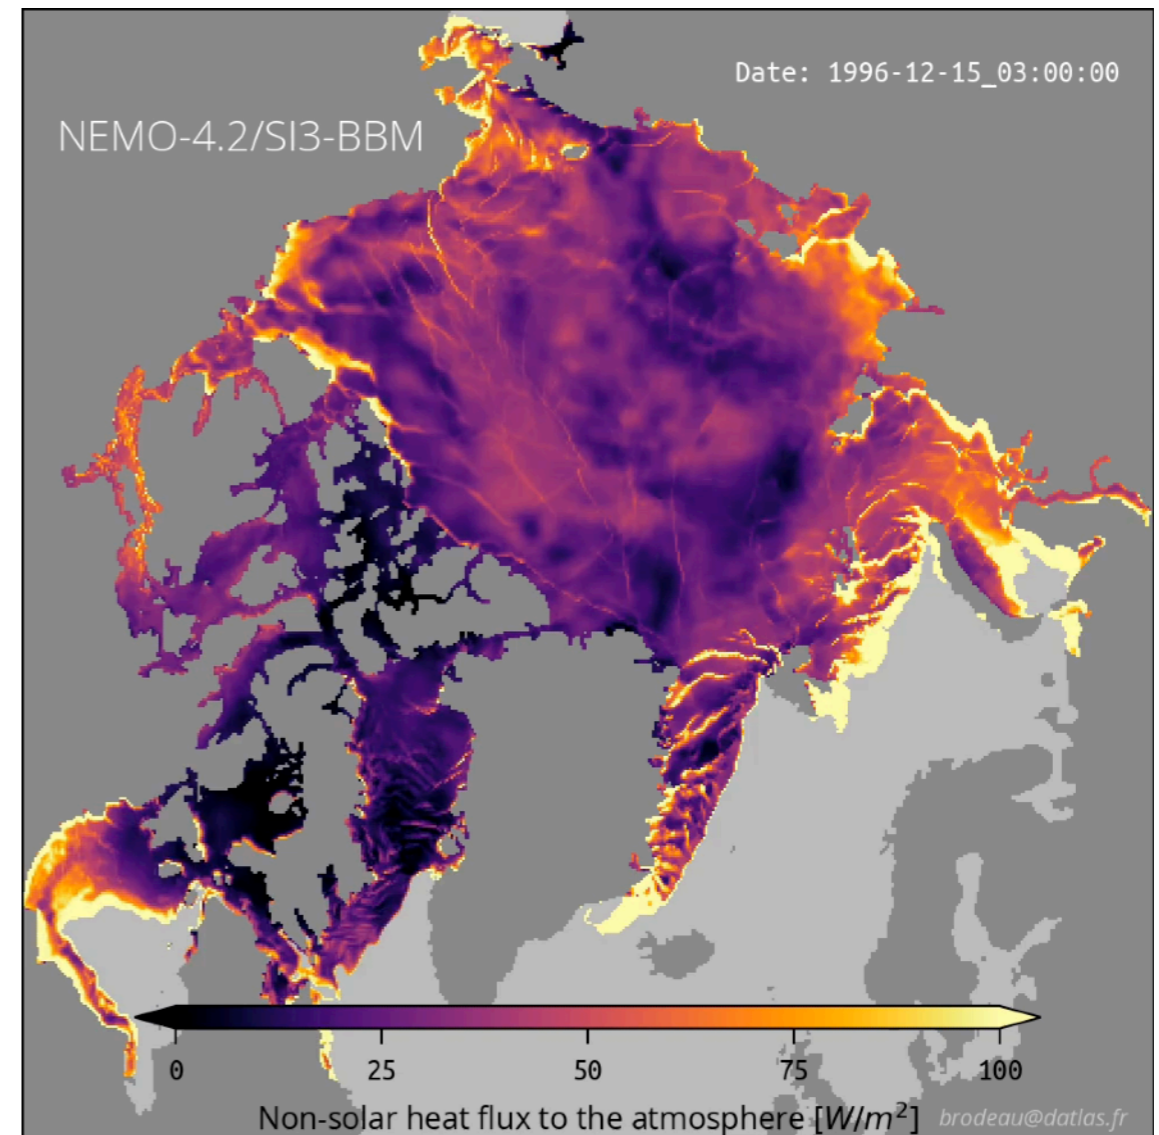 Date: 1996-12-15_03:00:00
NEMO-4.2/SI3-BBM
0 25 50 75 100
Non-solar heat flux to the atmosphere [W/m²]
brodeau@datlas.fr